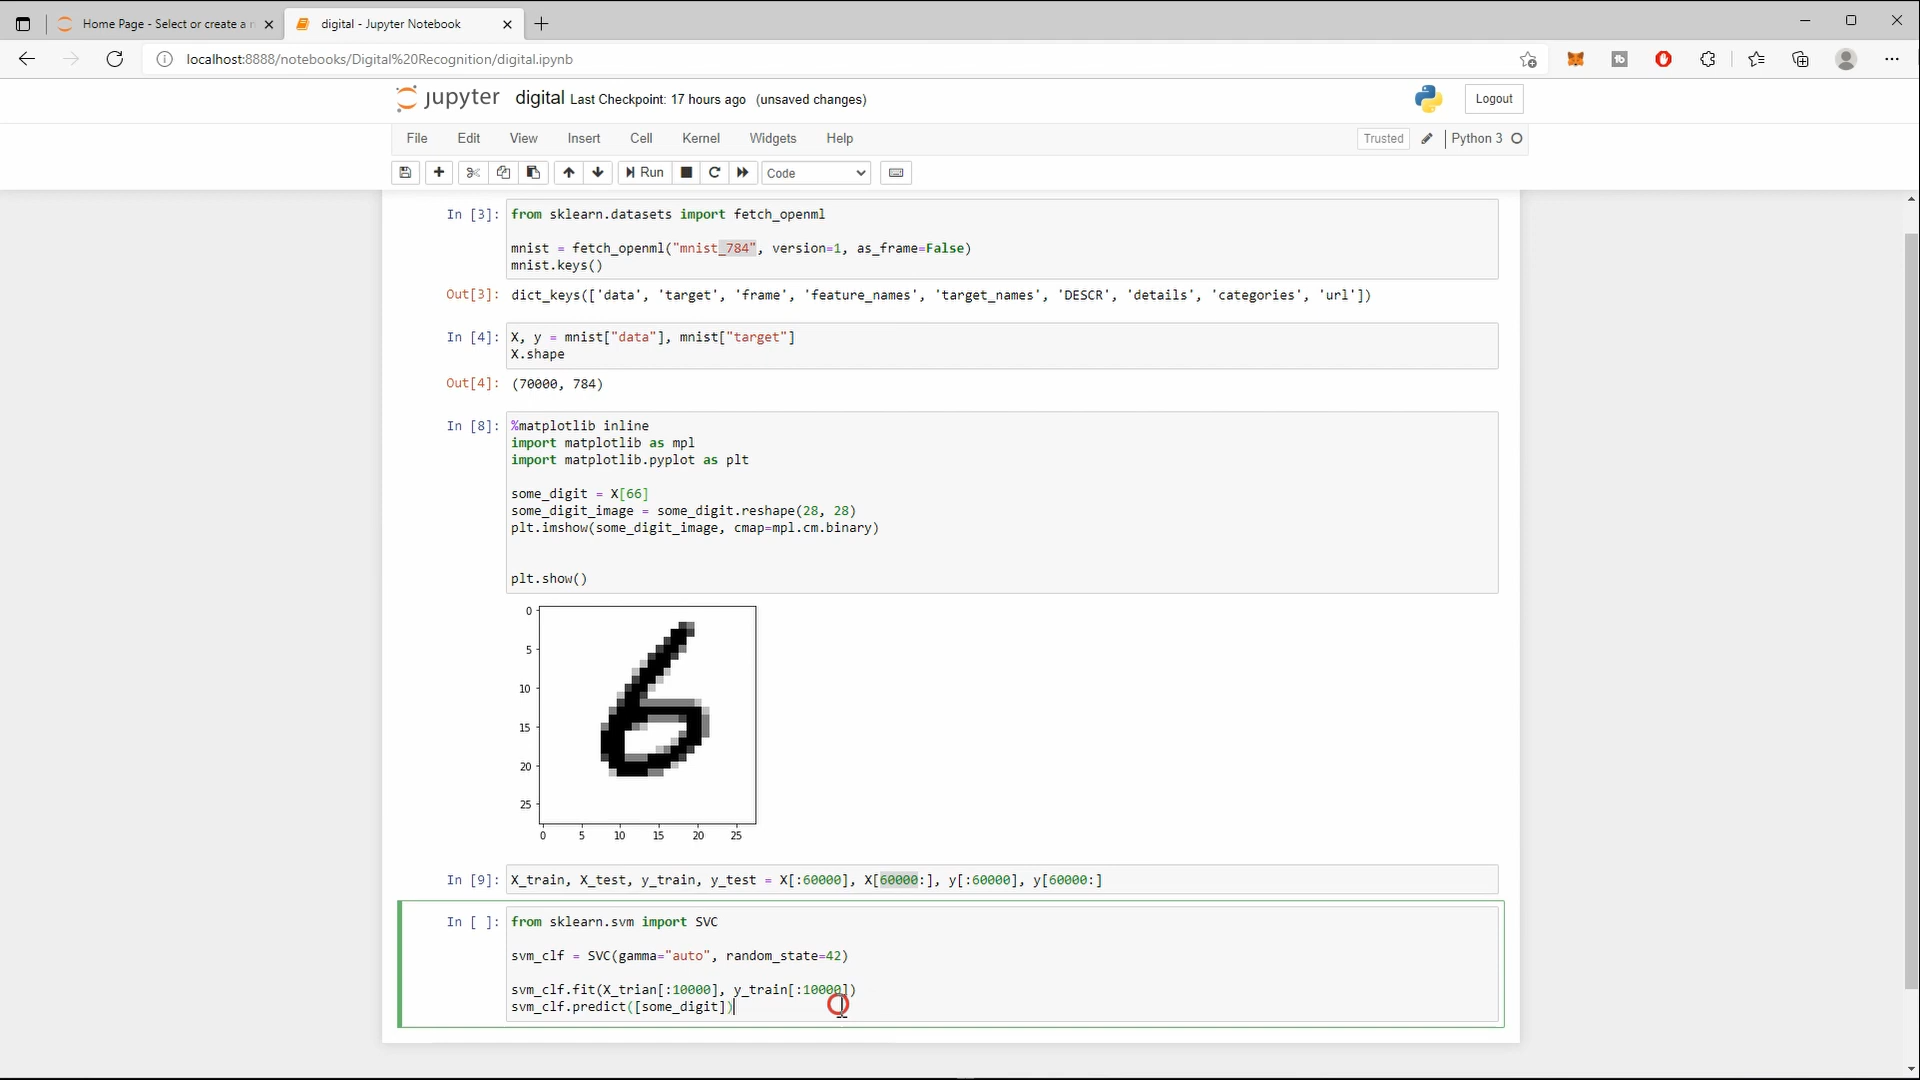 Home Page - Select or create a n
digital - Jupyter Notebook
localhost:8888/notebooks/Digital%20Recognition/digital.ipynb
jupyter digital Last Checkpoint: 17 hours ago (unsaved changes)
Logout
File Edit View Insert Cell Kernel Widgets Help
Trusted Python 3
Run Code
In [3]: from sklearn.datasets import fetch_openml
mnist = fetch_openml("mnist_784", version=1, as_frame=False)
mnist.keys()
Out[3]: dict_keys(['data', 'target', 'frame', 'feature_names', 'target_names', 'DESCR', 'details', 'categories', 'url'])
In [4]: X, y = mnist["data"], mnist["target"]
X.shape
Out[4]: (70000, 784)
In [8]: %matplotlib inline
import matplotlib as mpl
import matplotlib.pyplot as plt
some_digit = X[66]
some_digit_image = some_digit.reshape(28, 28)
plt.imshow(some_digit_image, cmap=mpl.cm.binary)
plt.show()
0
5
10
15
20
25
0 5 10 15 20 25
6
In [9]: X_train, X_test, y_train, y_test = X[:60000], X[60000:], y[:60000], y[60000:]
In [ ]: from sklearn.svm import SVC
svm_clf = SVC(gamma="auto", random_state=42)
svm_clf.fit(X_trian[:10000], y_train[:10000])
svm_clf.predict([some_digit])